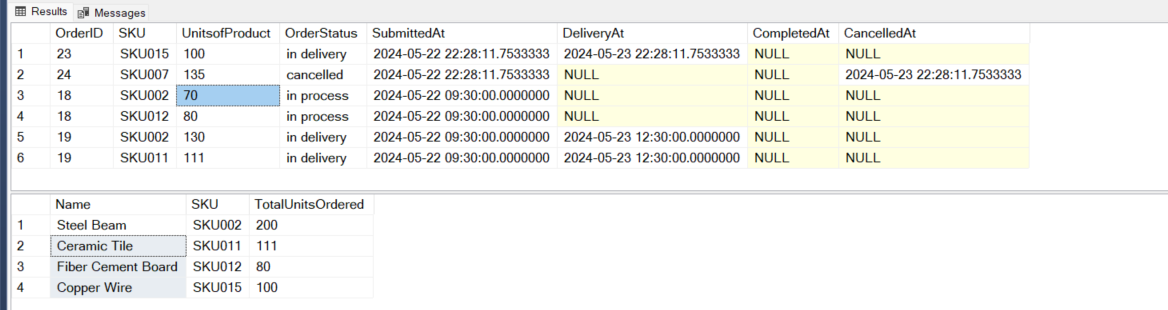 Results Messages
OrderID SKU UnitsofProduct OrderStatus SubmittedAt DeliveryAt CompletedAt CancelledAt
1 23 SKU015 100 in delivery 2024-05-22 22:28:11.7533333 2024-05-23 22:28:11.7533333 NULL NULL
2 24 SKU007 135 cancelled 2024-05-22 22:28:11.7533333 NULL NULL 2024-05-23 22:28:11.7533333
3 18 SKU002 70 in process 2024-05-22 09:30:00.0000000 NULL NULL NULL
4 18 SKU012 80 in process 2024-05-22 09:30:00.0000000 NULL NULL NULL
5 19 SKU002 130 in delivery 2024-05-22 09:30:00.0000000 2024-05-23 12:30:00.0000000 NULL NULL
6 19 SKU011 111 in delivery 2024-05-22 09:30:00.0000000 2024-05-23 12:30:00.0000000 NULL NULL
Name SKU TotalUnitsOrdered
1 Steel Beam SKU002 200
2 Ceramic Tile SKU011 111
3 Fiber Cement Board SKU012 80
4 Copper Wire SKU015 100